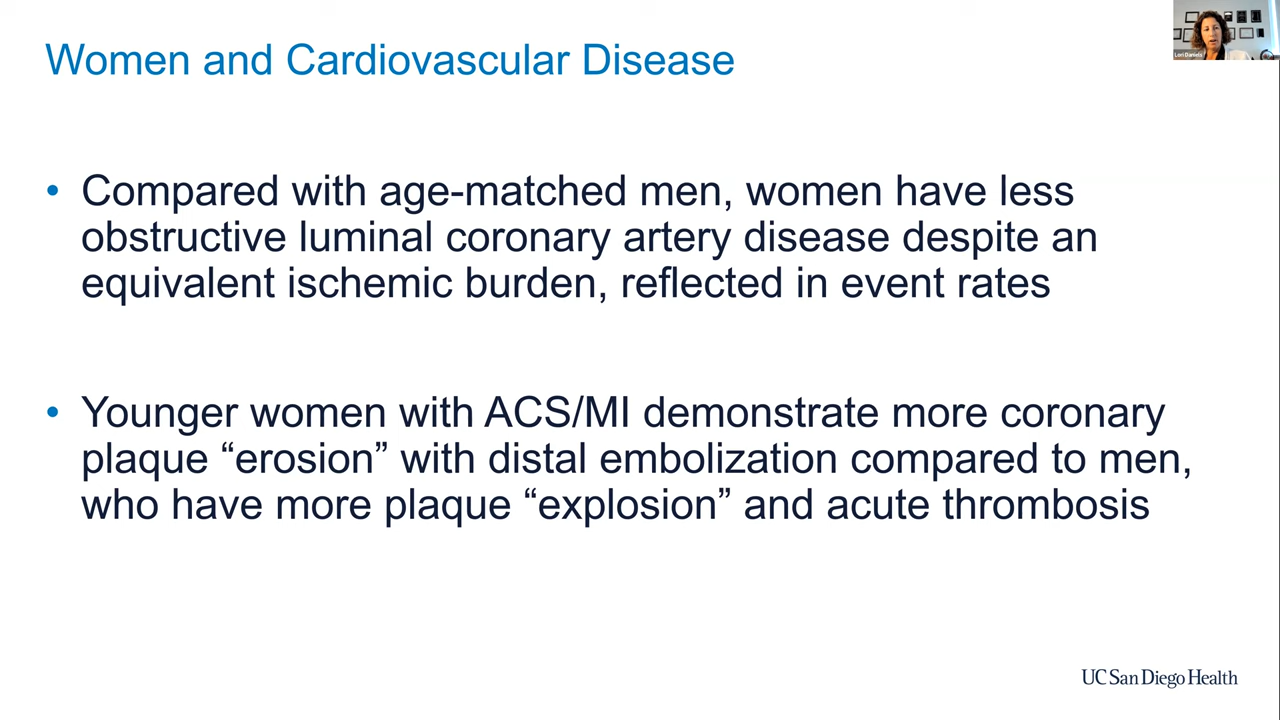 Women and Cardiovascular Disease
Lori Daniels
• Compared with age-matched men, women have less
obstructive luminal coronary artery disease despite an
equivalent ischemic burden, reflected in event rates
• Younger women with ACS/MI demonstrate more coronary
plaque “erosion” with distal embolization compared to men,
who have more plaque “explosion” and acute thrombosis
UC San Diego Health